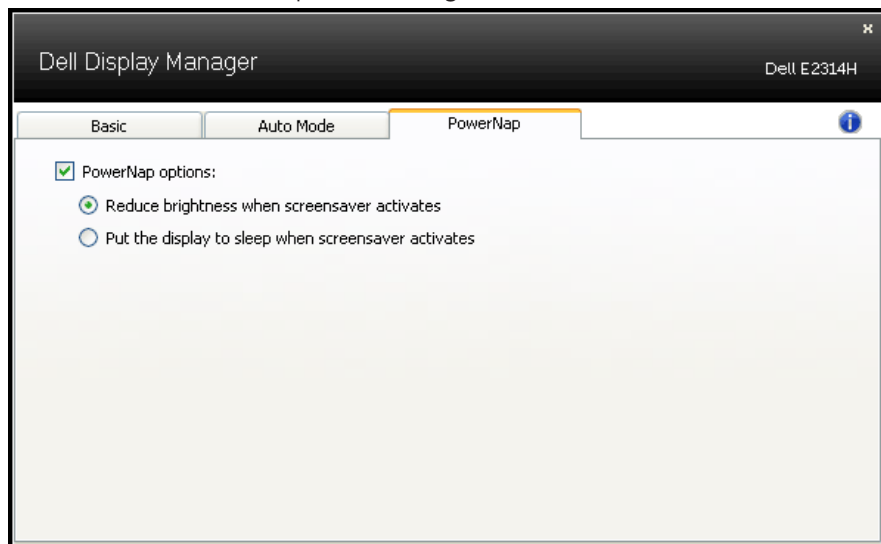 x
Dell Display Manager
Dell E2314H
Basic
Auto Mode
PowerNap
i
PowerNap options:
Reduce brightness when screensaver activates
Put the display to sleep when screensaver activates